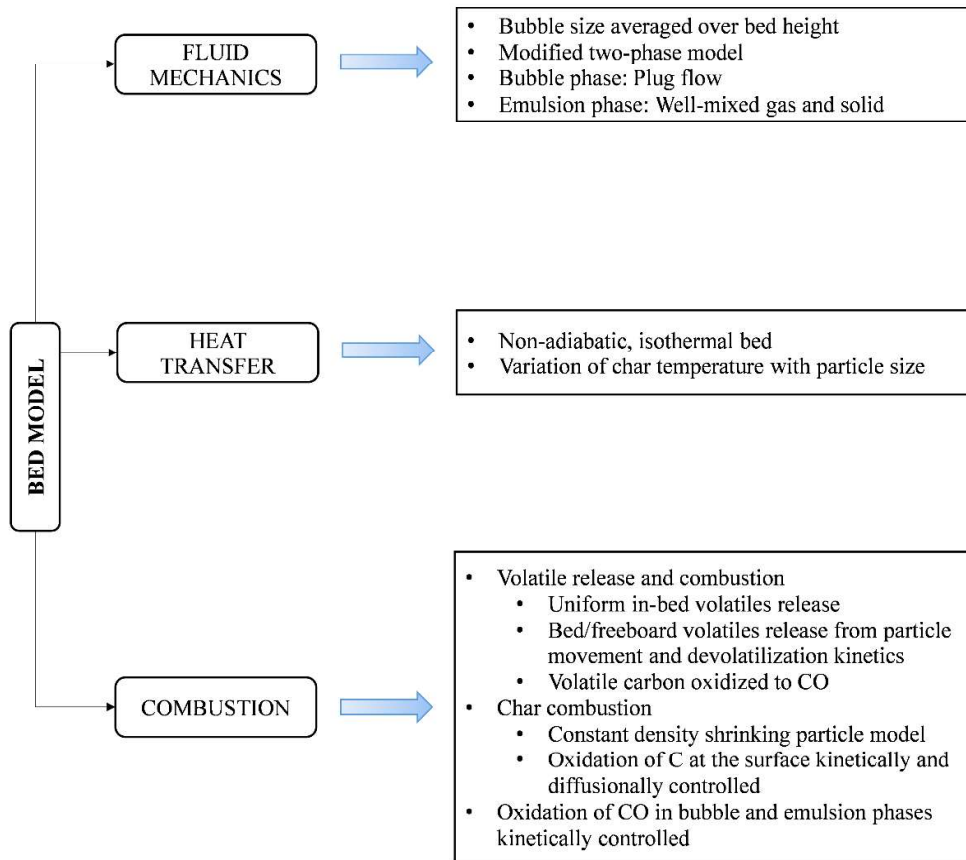 FLUID
MECHANICS
• Bubble size averaged over bed height
• Modified two-phase model
• Bubble phase: Plug flow
• Emulsion phase: Well-mixed gas and solid
BED MODEL
HEAT
TRANSFER
• Non-adiabatic, isothermal bed
• Variation of char temperature with particle size
COMBUSTION
• Volatile release and combustion
• Uniform in-bed volatiles release
• Bed/freeboard volatiles release from particle
movement and devolatilization kinetics
• Volatile carbon oxidized to CO
• Char combustion
• Constant density shrinking particle model
• Oxidation of C at the surface kinetically and
diffusionally controlled
• Oxidation of CO in bubble and emulsion phases
kinetically controlled